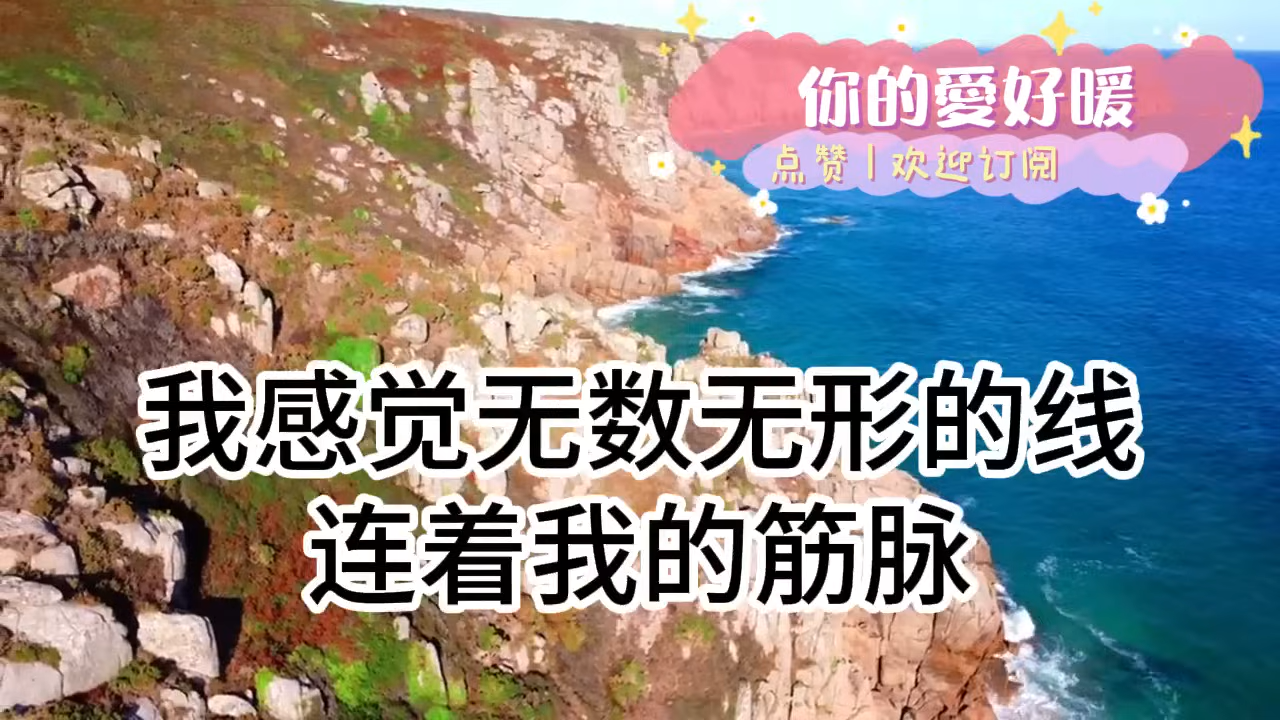 你的愛好暖
点赞 | 欢迎订阅
我感觉无数无形的线
连着我的筋脉